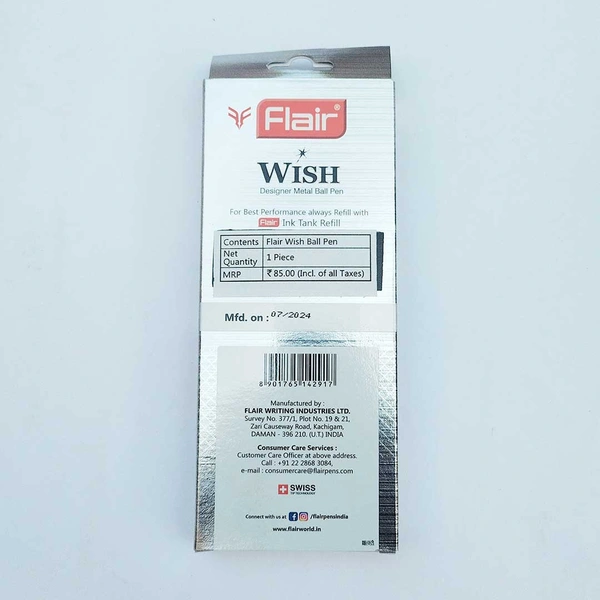 Flair®
WISH
Designer Metal Ball Pen
For Best Performance always Refill with
Flair Ink Tank Refill
Contents Flair Wish Ball Pen
Net Quantity 1 Piece
MRP ₹ 85.00 (Incl. of all Taxes)
Mfd. on : 07/2024
8 901765 142917
Manufactured by :
FLAIR WRITING INDUSTRIES LTD.
Survey No. 377/1, Plot No. 19 & 21,
Zari Causeway Road, Kachigam,
DAMAN - 396 210. (U.T.) INDIA
Consumer Care Services :
Customer Care Officer at above address.
Call : +91 22 2868 3084,
e-mail : consumercare@flairpens.com
SWISS
TIP TECHNOLOGY
Connect with us at /flairpensindia
www.flairworld.in